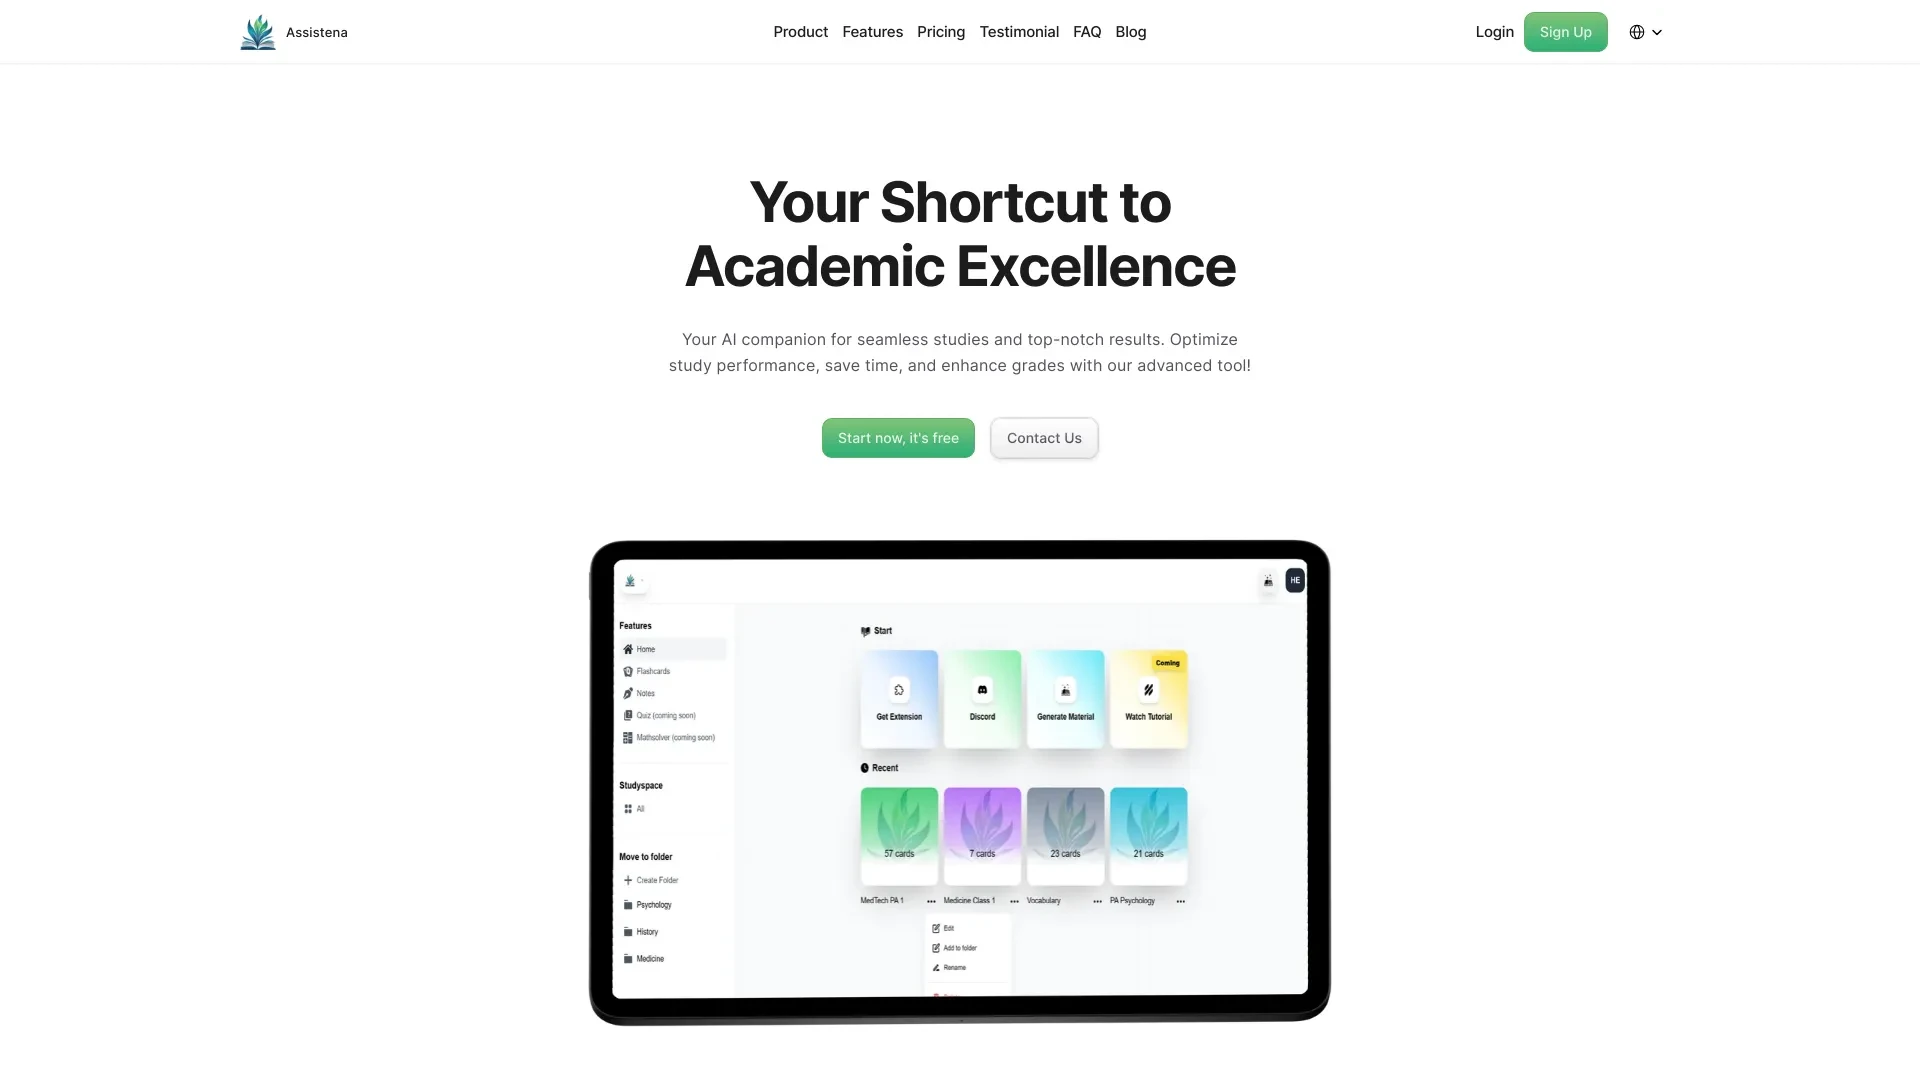 Assistena
Product Features Pricing Testimonial FAQ Blog
Login Sign Up
Your Shortcut to
Academic Excellence
Your AI companion for seamless studies and top-notch results. Optimize
study performance, save time, and enhance grades with our advanced tool!
Start now, it's free Contact Us
HE
Features
Home
Flashcards
Notes
Quiz (coming soon)
Mathsolver (coming soon)
Studyspace
All
Move to folder
Create Folder
Psychology
History
Medicine
Start
Coming
Get Extension Discord Generate Material Watch Tutorial
Recent
57 cards 7 cards 23 cards 21 cards
MedTech PA 1 ••• Medicine Class 1 ••• Vocabulary ••• PA Psychology •••
Edit
Add to folder
Rename